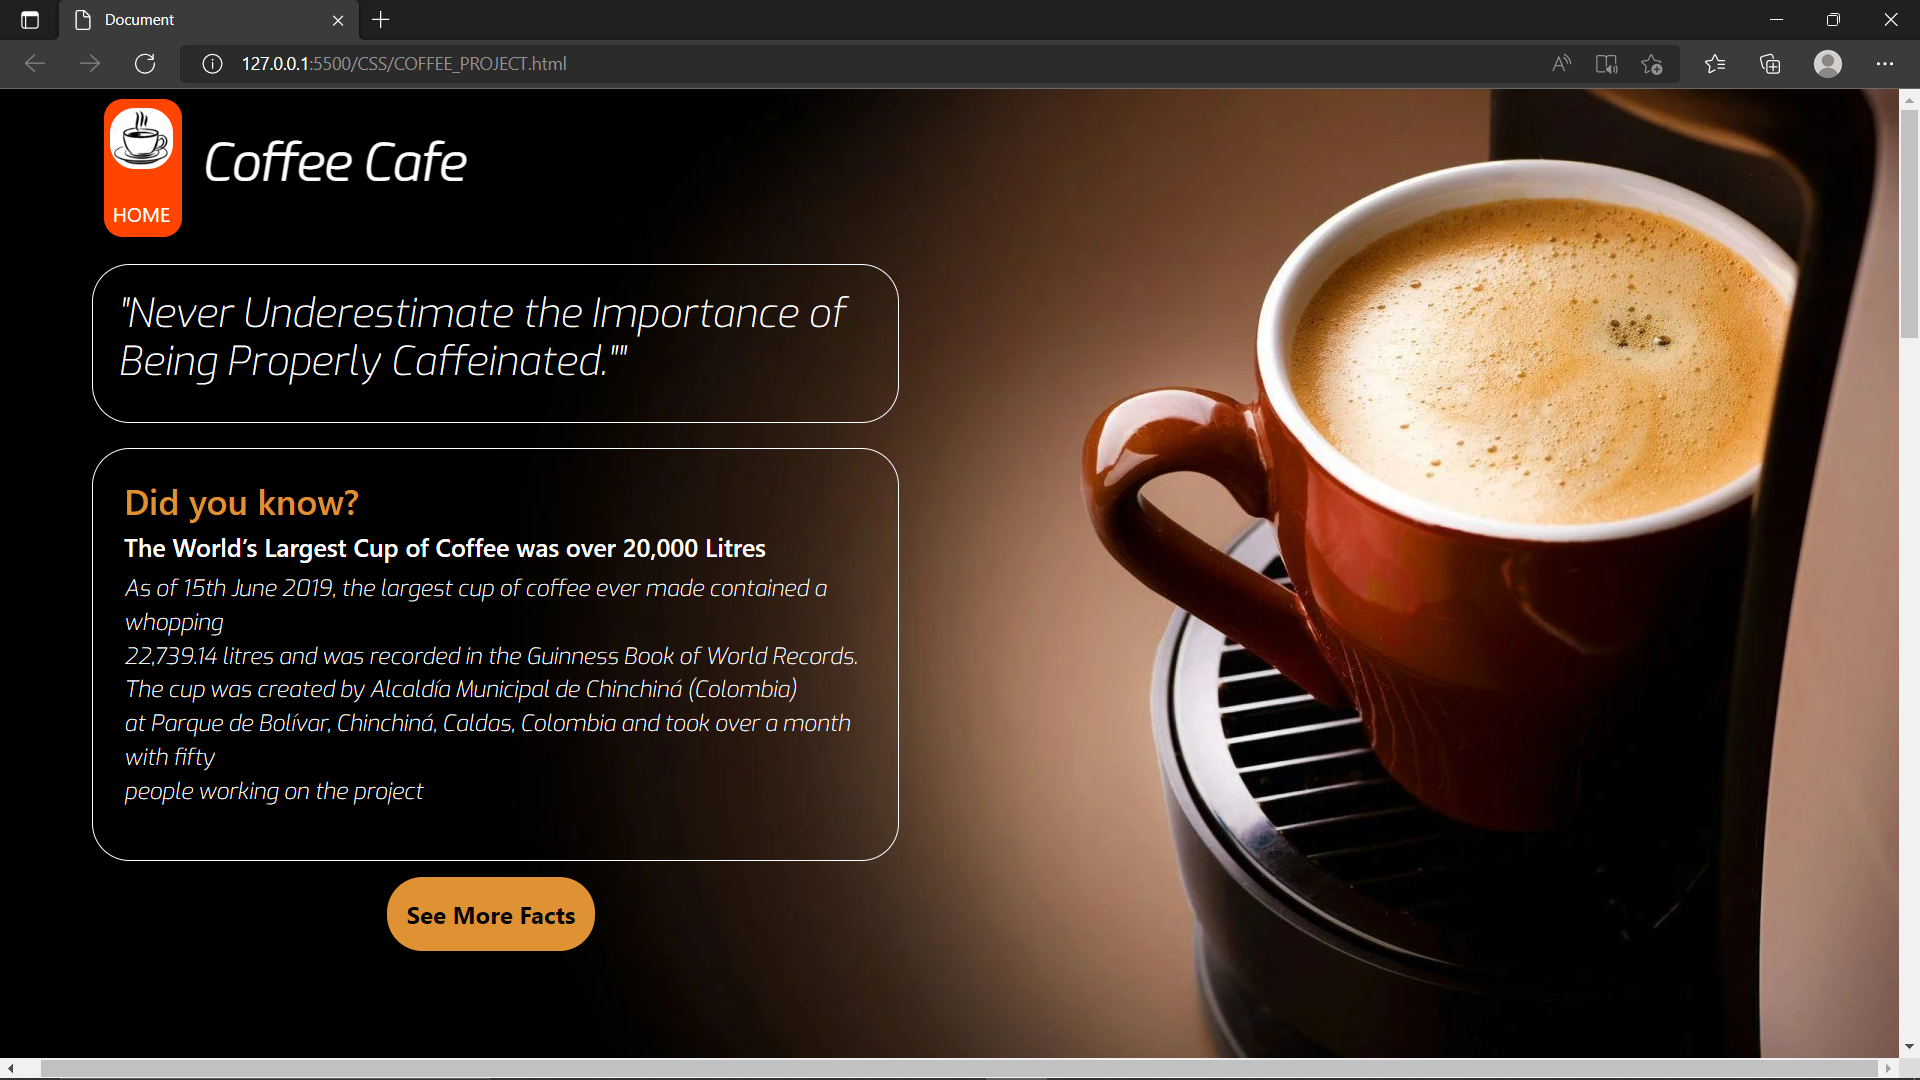 Document
127.0.0.1:5500/CSS/COFFEE_PROJECT.html
HOME
Coffee Cafe
"Never Underestimate the Importance of
Being Properly Caffeinated.""
Did you know?
The World's Largest Cup of Coffee was over 20,000 Litres
As of 15th June 2019, the largest cup of coffee ever made contained a
whopping
22,739.14 litres and was recorded in the Guinness Book of World Records.
The cup was created by Alcaldía Municipal de Chinchiná (Colombia)
at Parque de Bolívar, Chinchiná, Caldas, Colombia and took over a month
with fifty
people working on the project
See More Facts